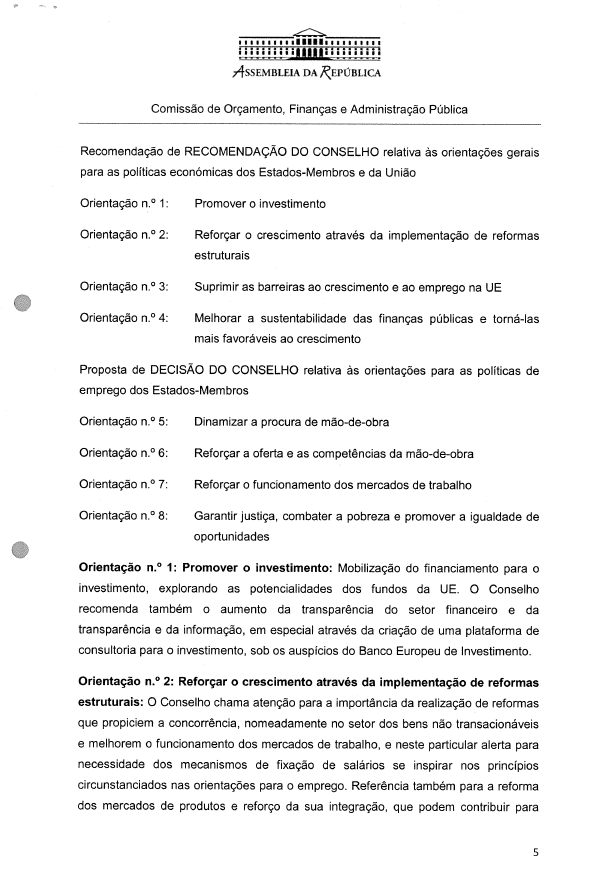 ASSEMBLEIA DA REPÚBLICA
Comissão de Orçamento, Finanças e Administração Pública
Recomendação de RECOMENDAÇÃO DO CONSELHO relativa às orientações gerais
para as políticas económicas dos Estados-Membros e da União
Orientação n.º 1: Promover o investimento
Orientação n.º 2: Reforçar o crescimento através da implementação de reformas
estruturais
Orientação n.º 3: Suprimir as barreiras ao crescimento e ao emprego na UE
Orientação n.º 4: Melhorar a sustentabilidade das finanças públicas e torná-las
mais favoráveis ao crescimento
Proposta de DECISÃO DO CONSELHO relativa às orientações para as políticas de
emprego dos Estados-Membros
Orientação n.º 5: Dinamizar a procura de mão-de-obra
Orientação n.º 6: Reforçar a oferta e as competências da mão-de-obra
Orientação n.º 7: Reforçar o funcionamento dos mercados de trabalho
Orientação n.º 8: Garantir justiça, combater a pobreza e promover a igualdade de
oportunidades
Orientação n.º 1: Promover o investimento: Mobilização do financiamento para o
investimento, explorando as potencialidades dos fundos da UE. O Conselho
recomenda também o aumento da transparência do setor financeiro e da
transparência e da informação, em especial através da criação de uma plataforma de
consultoria para o investimento, sob os auspícios do Banco Europeu de Investimento.
Orientação n.º 2: Reforçar o crescimento através da implementação de reformas
estruturais: O Conselho chama atenção para a importância da realização de reformas
que propiciem a concorrência, nomeadamente no setor dos bens não transacionáveis
e melhorem o funcionamento dos mercados de trabalho, e neste particular alerta para
necessidade dos mecanismos de fixação de salários se inspirar nos princípios
circunstanciados nas orientações para o emprego. Referência também para a reforma
dos mercados de produtos e reforço da sua integração, que podem contribuir para
5